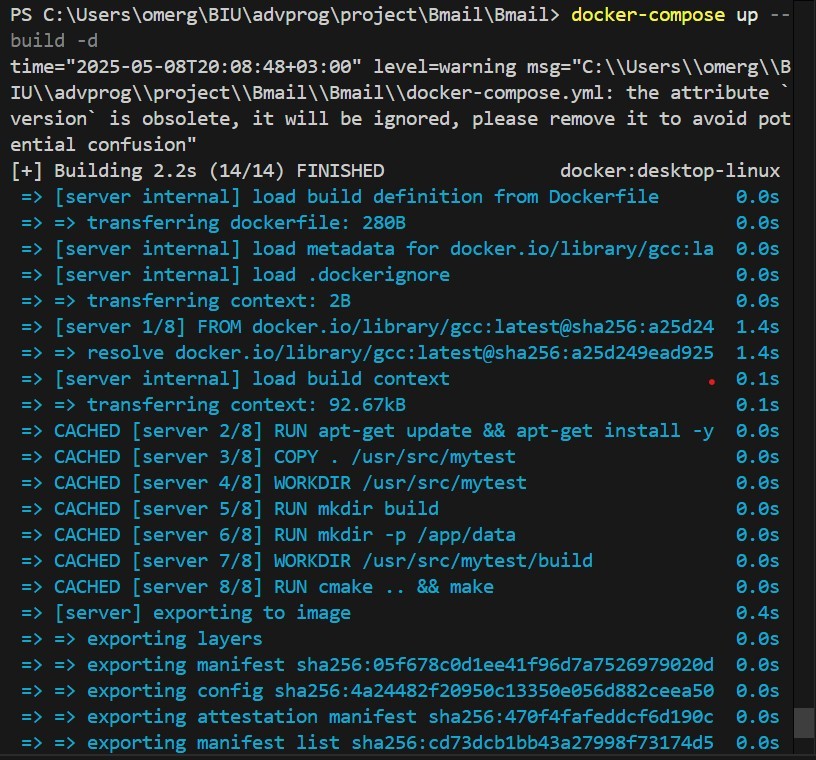 PS C:\Users\omerg\BIU\advprog\project\Bmail\Bmail> docker-compose up --
build -d
time="2025-05-08T20:08:48+03:00" level=warning msg="C:\\Users\\omerg\\B
IU\\advprog\\project\\Bmail\\Bmail\\docker-compose.yml: the attribute `
version` is obsolete, it will be ignored, please remove it to avoid pot
ential confusion"
[+] Building 2.2s (14/14) FINISHED docker:desktop-linux
=> [server internal] load build definition from Dockerfile 0.0s
=> => transferring dockerfile: 280B 0.0s
=> [server internal] load metadata for docker.io/library/gcc:la 0.0s
=> [server internal] load .dockerignore 0.0s
=> => transferring context: 2B 0.0s
=> [server 1/8] FROM docker.io/library/gcc:latest@sha256:a25d24 1.4s
=> => resolve docker.io/library/gcc:latest@sha256:a25d249ead925 1.4s
=> [server internal] load build context 0.1s
=> => transferring context: 92.67kB 0.1s
=> CACHED [server 2/8] RUN apt-get update && apt-get install -y 0.0s
=> CACHED [server 3/8] COPY . /usr/src/mytest 0.0s
=> CACHED [server 4/8] WORKDIR /usr/src/mytest 0.0s
=> CACHED [server 5/8] RUN mkdir build 0.0s
=> CACHED [server 6/8] RUN mkdir -p /app/data 0.0s
=> CACHED [server 7/8] WORKDIR /usr/src/mytest/build 0.0s
=> CACHED [server 8/8] RUN cmake .. && make 0.0s
=> [server] exporting to image 0.4s
=> => exporting layers 0.0s
=> => exporting manifest sha256:05f678c0d1ee41f96d7a7526979020d 0.0s
=> => exporting config sha256:4a24482f20950c13350e056d882ceea50 0.0s
=> => exporting attestation manifest sha256:470f4fafeddcf6d190c 0.0s
=> => exporting manifest list sha256:cd73dcb1bb43a27998f73174d5 0.0s